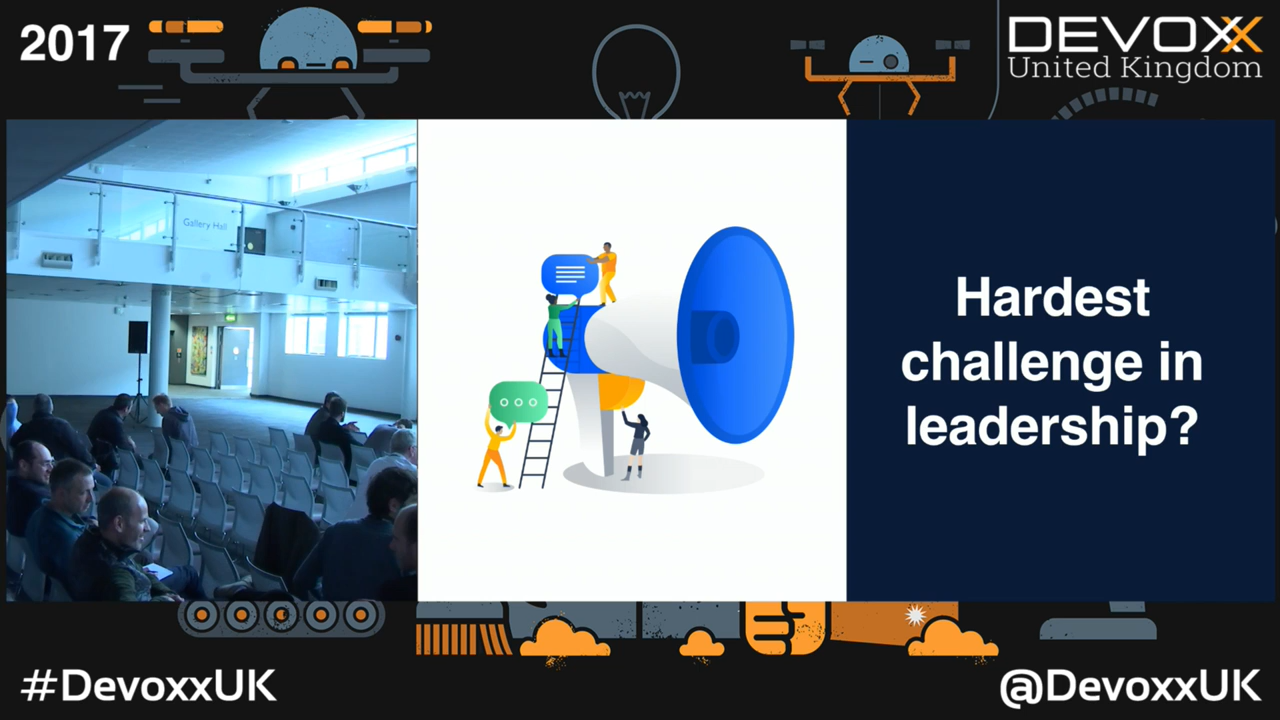 2017
DEVOXX
United Kingdom
Gallery Hall
Hardest
challenge in
leadership?
#DevoxxUK
@DevoxxUK